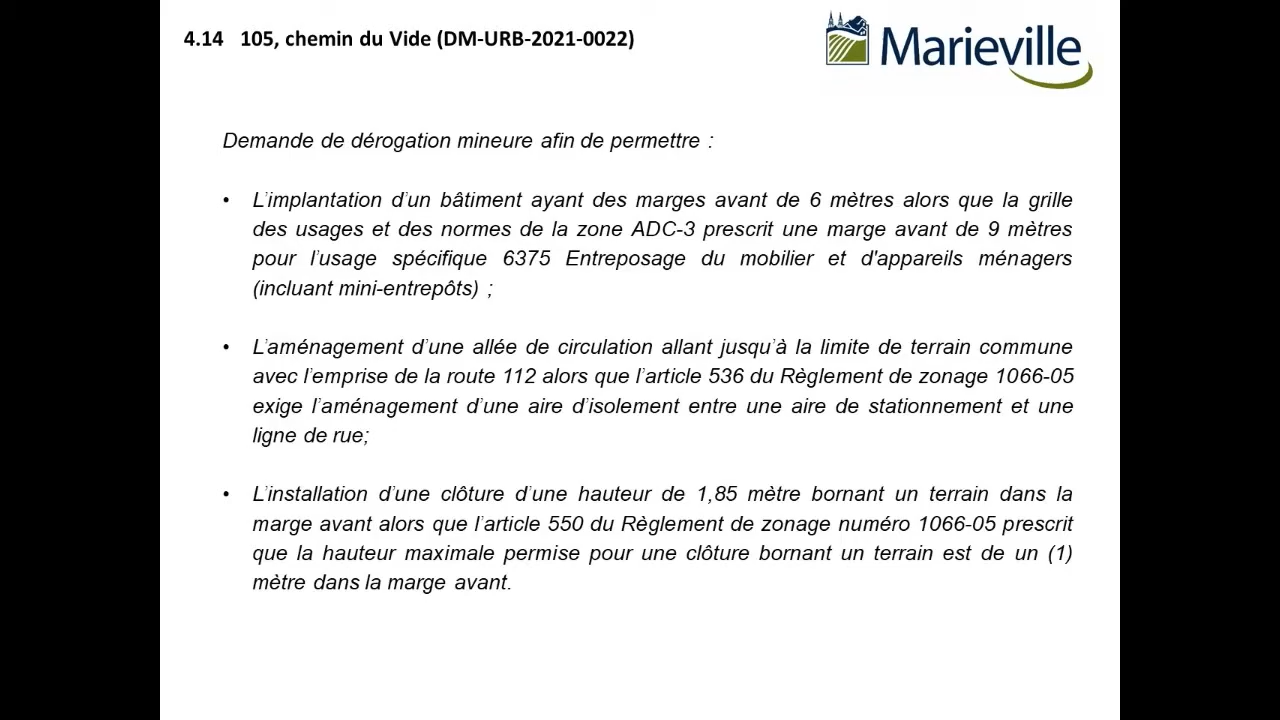 4.14 105, chemin du Vide (DM-URB-2021-0022)
Marieville
Demande de dérogation mineure afin de permettre :
• L'implantation d'un bâtiment ayant des marges avant de 6 mètres alors que la grille
des usages et des normes de la zone ADC-3 prescrit une marge avant de 9 mètres
pour l'usage spécifique 6375 Entreposage du mobilier et d'appareils ménagers
(incluant mini-entrepôts) ;
• L'aménagement d'une allée de circulation allant jusqu'à la limite de terrain commune
avec l'emprise de la route 112 alors que l'article 536 du Règlement de zonage 1066-05
exige l'aménagement d'une aire d'isolement entre une aire de stationnement et une
ligne de rue;
• L'installation d'une clôture d'une hauteur de 1,85 mètre bornant un terrain dans la
marge avant alors que l'article 550 du Règlement de zonage numéro 1066-05 prescrit
que la hauteur maximale permise pour une clôture bornant un terrain est de un (1)
mètre dans la marge avant.